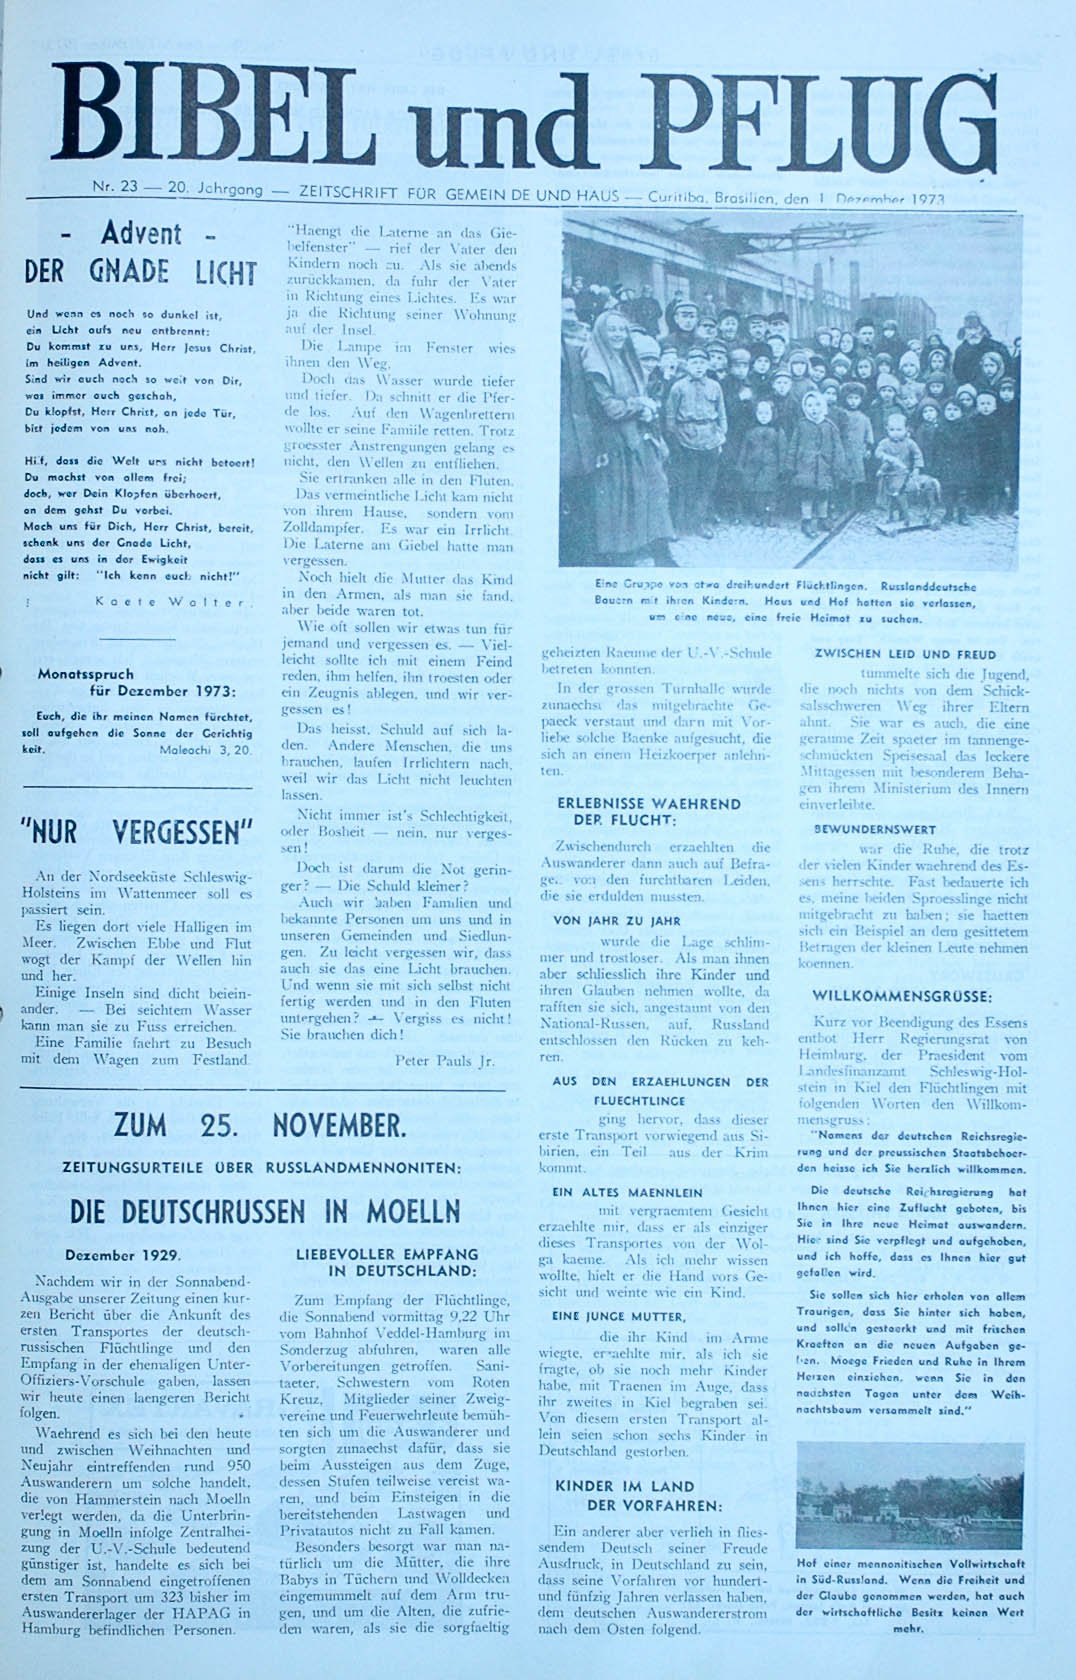 BIBEL und PFLUG
Nr. 23 — 20. Jahrgang — ZEITSCHRIFT FÜR GEMEIN DE UND HAUS — Curitiba, Brasilien, den 1 Dezember 1973
- Advent -
DER GNADE LICHT
Und wenn es noch so dunkel ist,
ein Licht aufs neu entbrennt:
Du kommst zu uns, Herr Jesus Christ,
im heiligen Advent.
Sind wir auch noch so weit von Dir,
was immer auch geschah,
Du klopfst, Herr Christ, an jede Tür,
bist jedem von uns nah.
Hilf, dass die Welt uns nicht betoert!
Du machst von allem frei;
doch, wer Dein Klopfen überhoert,
an dem gehst Du vorbei.
Mach uns für Dich, Herr Christ, bereit,
schenk uns der Gnade Licht,
dass es uns in der Ewigkeit
nicht gilt: "Ich kenn euch nicht!"
Kaete Walter.
Monatsspruch
für Dezember 1973:
Euch, die ihr meinen Namen fürchtet,
soll aufgehen die Sonne der Gerichtig
keit. Maleachi 3, 20.
"NUR VERGESSEN"
An der Nordseeküste Schleswig-
Holsteins im Wattenmeer soll es
passiert sein.
Es liegen dort viele Halligen im
Meer. Zwischen Ebbe und Flut
wogt der Kampf der Wellen hin
und her.
Einige Inseln sind dicht beiein-
ander. — Bei seichtem Wasser
kann man sie zu Fuss erreichen.
Eine Familie faehrt zu Besuch
mit dem Wagen zum Festland.
"Haengt die Laterne an das Gie-
belfenster" — rief der Vater den
Kindern noch zu. Als sie abends
zurückkamen, da fuhr der Vater
in Richtung eines Lichtes. Es war
ja die Richtung seiner Wohnung
auf der Insel.
Die Lampe im Fenster wies
ihnen den Weg.
Doch das Wasser wurde tiefer
und tiefer. Da schnitt er die Pfer-
de los. Auf den Wagenbrettern
wollte er seine Famiile retten. Trotz
groesster Anstrengungen gelang es
nicht, den Wellen zu entfliehen.
Sie ertranken alle in den Fluten.
Das vermeintliche Licht kam nicht
von ihrem Hause, sondern vom
Zolldampfer. Es war ein Irrlicht.
Die Laterne am Giebel hatte man
vergessen.
Noch hielt die Mutter das Kind
in den Armen, als man sie fand,
aber beide waren tot.
Wie oft sollen wir etwas tun für
jemand und vergessen es. — Viel-
leicht sollte ich mit einem Feind
reden, ihm helfen, ihn troesten oder
ein Zeugnis ablegen, und wir ver-
gessen es!
Das heisst, Schuld auf sich la-
den. Andere Menschen, die uns
brauchen, laufen Irrlichtern nach,
weil wir das Licht nicht leuchten
lassen.
Nicht immer ist's Schlechtigkeit,
oder Bosheit — nein, nur verges-
sen!
Doch ist darum die Not gerin-
ger? — Die Schuld kleiner?
Auch wir haben Familien und
bekannte Personen um uns und in
unseren Gemeinden und Siedlun-
gen. Zu leicht vergessen wir, dass
auch sie das eine Licht brauchen.
Und wenn sie mit sich selbst nicht
fertig werden und in den Fluten
untergehen? — Vergiss es nicht!
Sie brauchen dich!
Peter Pauls Jr.
ZUM 25. NOVEMBER.
ZEITUNGSURTEILE ÜBER RUSSLANDMENNONITEN:
DIE DEUTSCHRUSSEN IN MOELLN
Dezember 1929.
Nachdem wir in der Sonnabend-
Ausgabe unserer Zeitung einen kur-
zen Bericht über die Ankunft des
ersten Transportes der deutsch-
russischen Flüchtlinge und den
Empfang in der ehemaligen Unter-
Offiziers-Vorschule gaben, lassen
wir heute einen laengeren Bericht
folgen.
Waehrend es sich bei den heute
und zwischen Weihnachten und
Neujahr eintreffenden rund 950
Auswanderern um solche handelt,
die von Hammerstein nach Moelln
verlegt werden, da die Unterbrin-
gung in Moelln infolge Zentralhei-
zung der U.-V.-Schule bedeutend
günstiger ist, handelte es sich bei
dem am Sonnabend eingetroffenen
ersten Transport um 323 bisher im
Auswandererlager der HAPAG in
Hamburg befindlichen Personen.
LIEBEVOLLER EMPFANG
IN DEUTSCHLAND:
Zum Empfang der Flüchtlinge,
die Sonnabend vormittag 9,22 Uhr
vom Bahnhof Veddel-Hamburg im
Sonderzug abfuhren, waren alle
Vorbereitungen getroffen. Sani-
taeter, Schwestern vom Roten
Kreuz, Mitglieder seiner Zweig-
vereine und Feuerwehrleute bemüh-
ten sich um die Auswanderer und
sorgten zunaechst dafür, dass sie
beim Aussteigen aus dem Zuge,
dessen Stufen teilweise vereist wa-
ren, und beim Einsteigen in die
bereitstehenden Lastwagen und
Privatautos nicht zu Fall kamen.
Besonders besorgt war man na-
türlich um die Mütter, die ihre
Babys in Tüchern und Wolldecken
eingemummelt auf dem Arm tru-
gen, und um die Alten, die zufrie-
den waren, als sie die sorgfaeltig
Eine Gruppe von etwa dreihundert Flüchtlingen. Russlanddeutsche
Bauern mit ihren Kindern. Haus und Hof hatten sie verlassen,
um eine neue, eine freie Heimat zu suchen.
geheizten Raeume der U.-V.-Schule
betreten konnten.
In der grossen Turnhalle wurde
zunaechst das mitgebrachte Ge-
paeck verstaut und dann mit Vor-
liebe solche Baenke aufgesucht, die
sich an einem Heizkoerper anlehn-
ten.
ERLEBNISSE WAEHREND
DER FLUCHT:
Zwischendurch erzaehlten die
Auswanderer dann auch auf Befra-
ge, von den furchtbaren Leiden,
die sie erdulden mussten.
VON JAHR ZU JAHR
wurde die Lage schlim-
mer und trostloser. Als man ihnen
aber schliesslich ihre Kinder und
ihren Glauben nehmen wollte, da
rafften sie sich, angestaunt von den
National-Russen, auf, Russland
entschlossen den Rücken zu keh-
ren.
AUS DEN ERZAEHLUNGEN DER
FLUECHTLINGE
ging hervor, dass dieser
erste Transport vorwiegend aus Si-
birien, ein Teil aus der Krim
kommt.
EIN ALTES MAENNLEIN
mit vergraemtem Gesicht
erzaehlte mir, dass er als einziger
dieses Transportes von der Wol-
ga kaeme. Als ich mehr wissen
wollte, hielt er die Hand vors Ge-
sicht und weinte wie ein Kind.
EINE JUNGE MUTTER,
die ihr Kind im Arme
wiegte, erzaehlte mir, als ich sie
fragte, ob sie noch mehr Kinder
habe, mit Traenen im Auge, dass
ihr zweites in Kiel begraben sei.
Von diesem ersten Transport al-
lein seien schon sechs Kinder in
Deutschland gestorben.
KINDER IM LAND
DER VORFAHREN:
Ein anderer aber verlieh in flies-
sendem Deutsch seiner Freude
Ausdruck, in Deutschland zu sein,
dass seine Vorfahren vor hundert-
und fünfzig Jahren verlassen haben,
dem deutschen Auswandererstrom
nach dem Osten folgend.
ZWISCHEN LEID UND FREUD
tummelte sich die Jugend,
die noch nichts von dem Schick-
salsschweren Weg ihrer Eltern
ahnt. Sie war es auch, die eine
geraume Zeit spaeter im tannenge-
schmückten Speisesaal das leckere
Mittagessen mit besonderem Beha-
gen ihrem Ministerium des Innern
einverleibte.
BEWUNDERNSWERT
war die Ruhe, die trotz
der vielen Kinder waehrend des Es-
sens herrschte. Fast bedauerte ich
es, meine beiden Sproesslinge nicht
mitgebracht zu haben; sie haetten
sich ein Beispiel an dem gesittetem
Betragen der kleinen Leute nehmen
koennen.
WILLKOMMENSGRÜSSE:
Kurz vor Beendigung des Essens
entbot Herr Regierungsrat von
Heimburg, der Praesident vom
Landesfinanzamt Schleswig-Hol-
stein in Kiel den Flüchtlingen mit
folgenden Worten den Willkom-
mensgruss:
"Namens der deutschen Reichsregie-
rung und der preussischen Staatsbehoer-
den heisse ich Sie herzlich willkommen.
Die deutsche Reichsregierung hat
Ihnen hier eine Zuflucht geboten, bis
Sie in Ihre neue Heimat auswandern.
Hier sind Sie verpflegt und aufgehoben,
und ich hoffe, dass es Ihnen hier gut
gefallen wird.
Sie sollen sich hier erholen von allem
Traurigen, dass Sie hinter sich haben,
und sollen gestaerkt und mit frischen
Kraeften an die neuen Aufgaben ge-
hen. Moege Frieden und Ruhe in Ihrem
Herzen einziehen, wenn Sie in den
naechsten Tagen unter dem Weih-
nachtsbaum versammelt sind."
Hof einer mennonitischen Vollwirtschaft
in Süd-Russland. Wenn die Freiheit und
der Glaube genommen werden, hat auch
der wirtschaftliche Besitz keinen Wert
mehr.